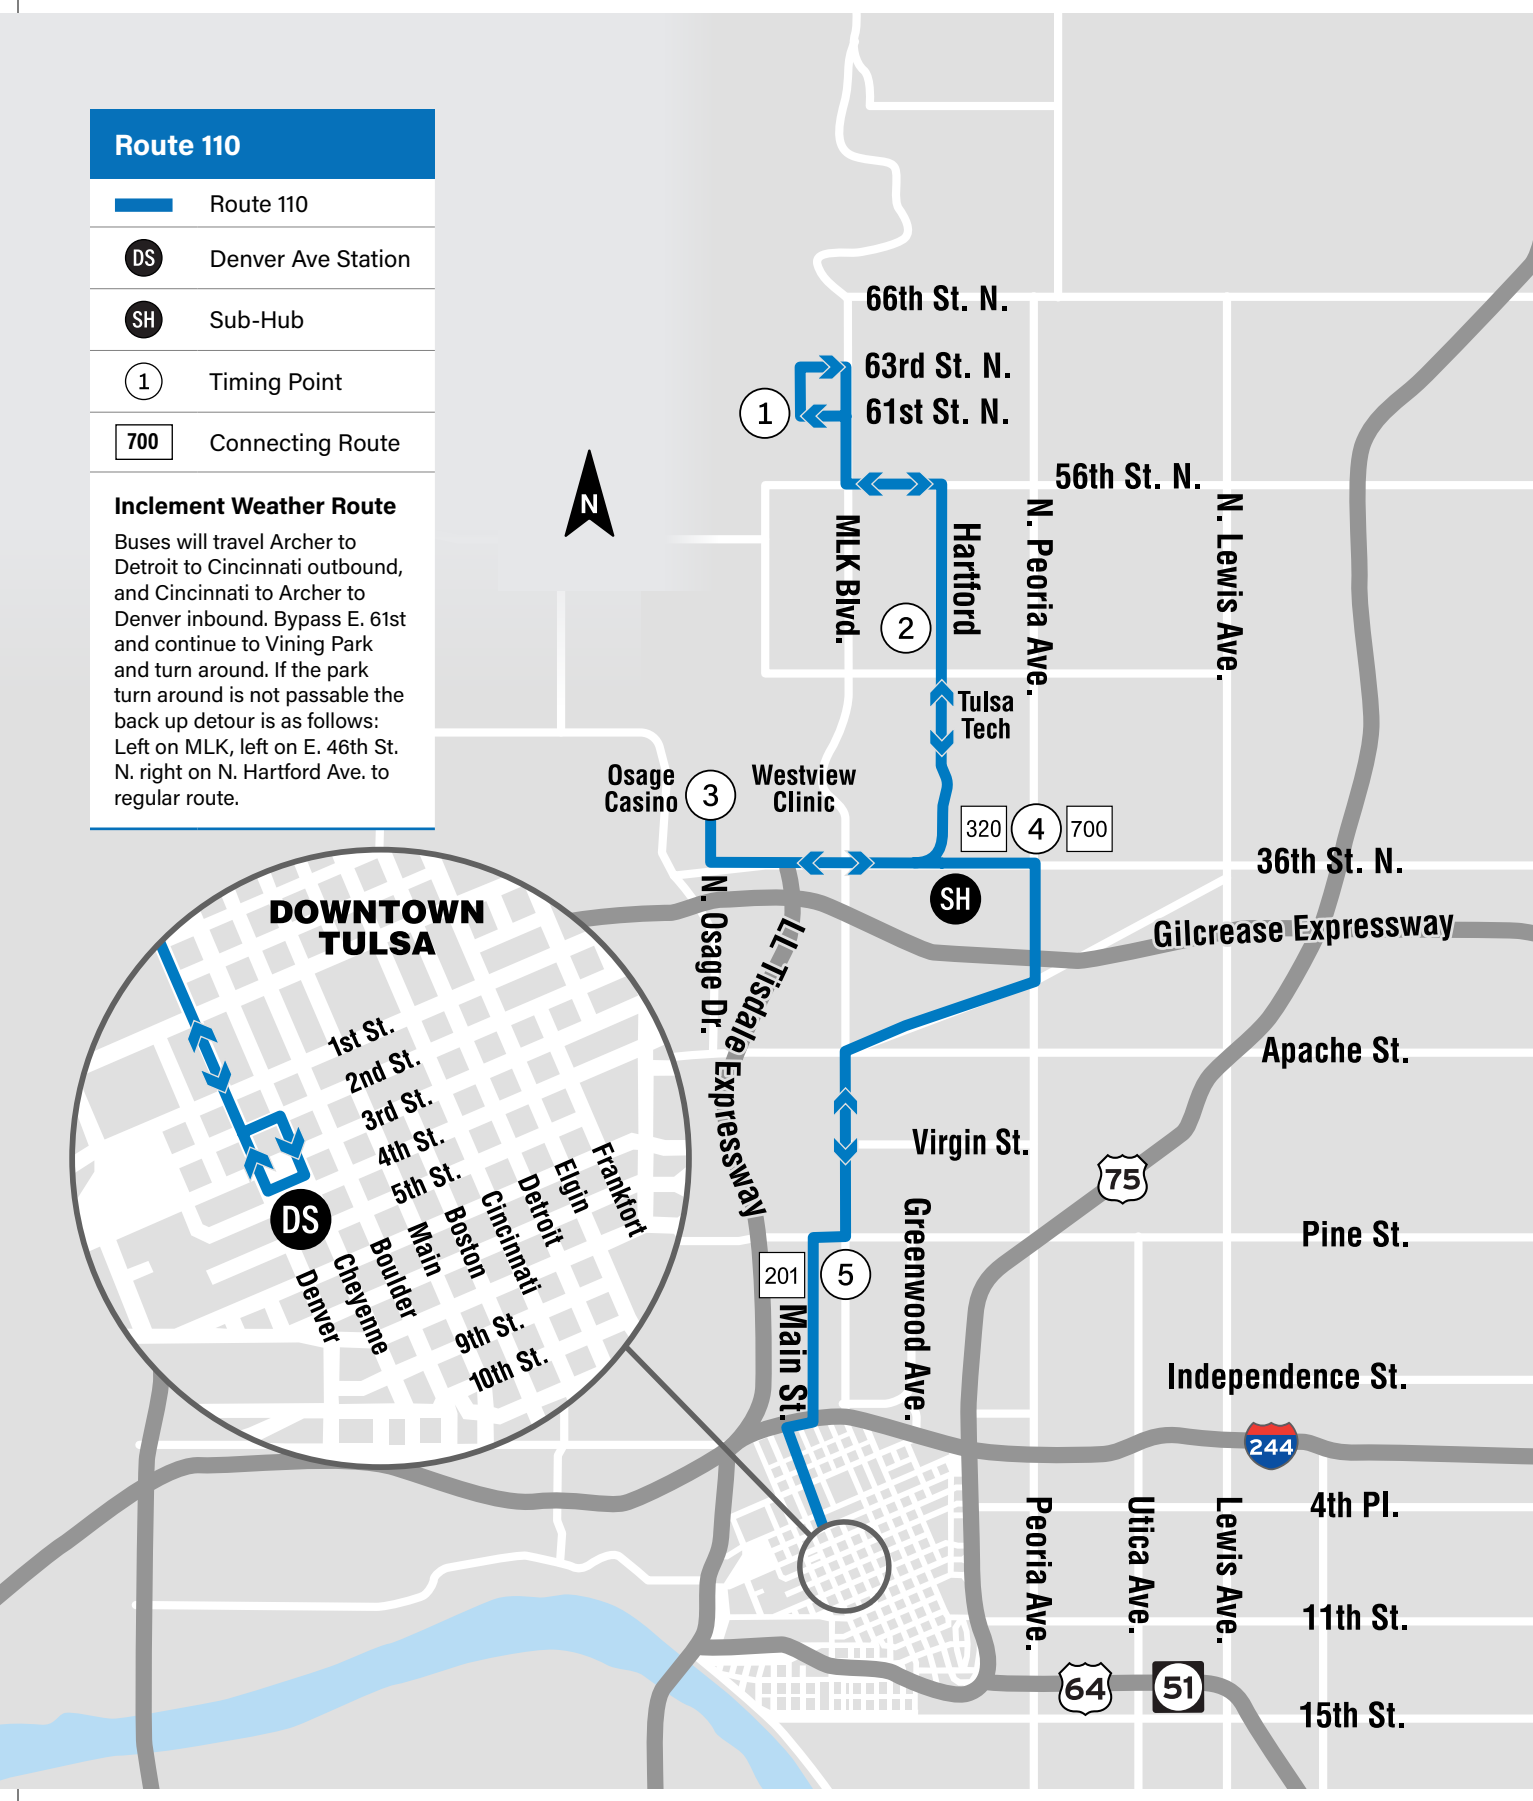 Route 110
Route 110
DS
Denver Ave Station
SH
Sub-Hub
1
Timing Point
700
Connecting Route
Inclement Weather Route
Buses will travel Archer to
Detroit to Cincinnati outbound,
and Cincinnati to Archer to
Denver inbound. Bypass E. 61st
and continue to Vining Park
and turn around. If the park
turn around is not passable the
back up detour is as follows:
Left on MLK, left on E. 46th St.
N. right on N. Hartford Ave. to
regular route.
N
66th St. N.
63rd St. N.
1
61st St. N.
56th St. N.
MLK Blvd.
Hartford
N. Peoria Ave.
N. Lewis Ave.
2
Tulsa
Tech
Osage
Casino
3
Westview
Clinic
320
4
700
36th St. N.
SH
N. Osage Dr.
LL Tisdale Expressway
Gilcrease Expressway
Apache St.
Virgin St.
75
Greenwood Ave.
Pine St.
201
5
Main St.
Independence St.
244
4th Pl.
Peoria Ave.
Utica Ave.
Lewis Ave.
11th St.
64
51
15th St.
DOWNTOWN
TULSA
1st St.
2nd St.
3rd St.
4th St.
5th St.
DS
Denver
Cheyenne
Boulder
Main
Boston
Cincinnati
Detroit
Elgin
Frankfort
9th St.
10th St.